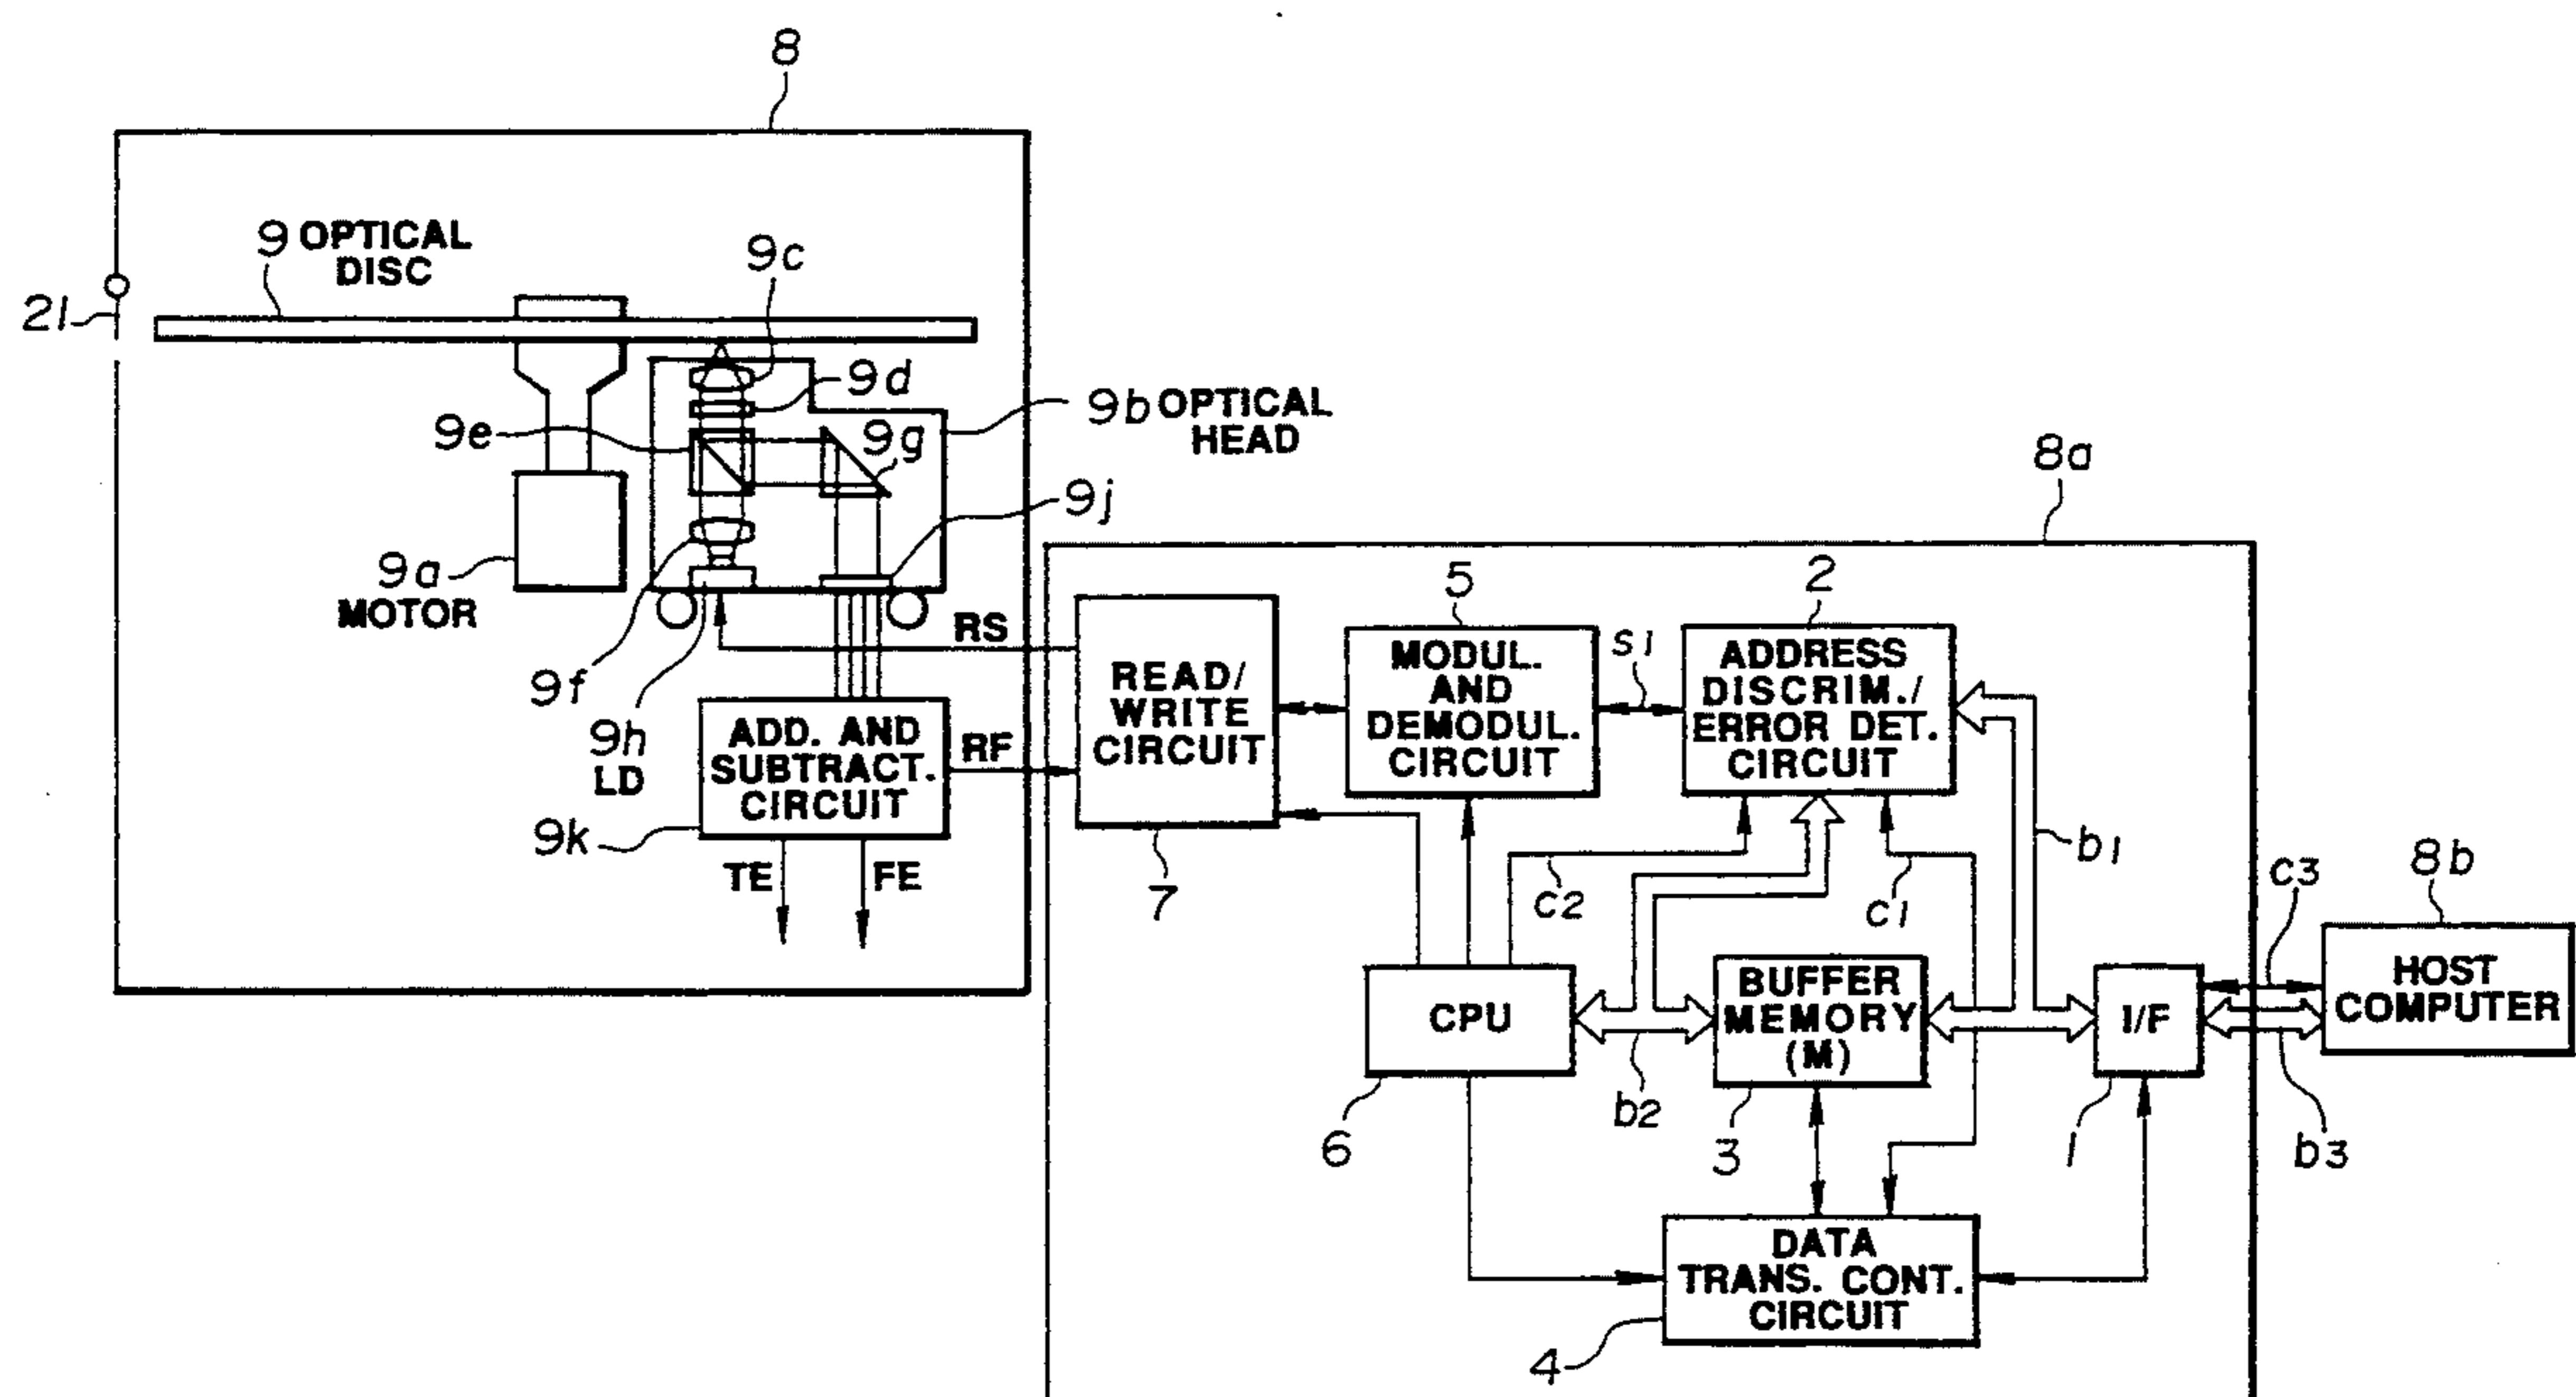 8
9 OPTICAL
DISC
9c
21
9d
9b OPTICAL
HEAD
9e
9g
8a
9j
9a
MOTOR
5
2
RS
s1
9f
READ/
WRITE
CIRCUIT
MODUL.
AND
DEMODUL.
CIRCUIT
ADDRESS
DISCRIM./
ERROR DET.
CIRCUIT
9h
LD
ADD. AND
SUBTRACT.
CIRCUIT
RF
9k
TE
FE
7
c2
c1
b1
c3
8b
CPU
BUFFER
MEMORY
(M)
I/F
HOST
COMPUTER
6
b2
3
1
b3
DATA
TRANS. CONT.
CIRCUIT
4